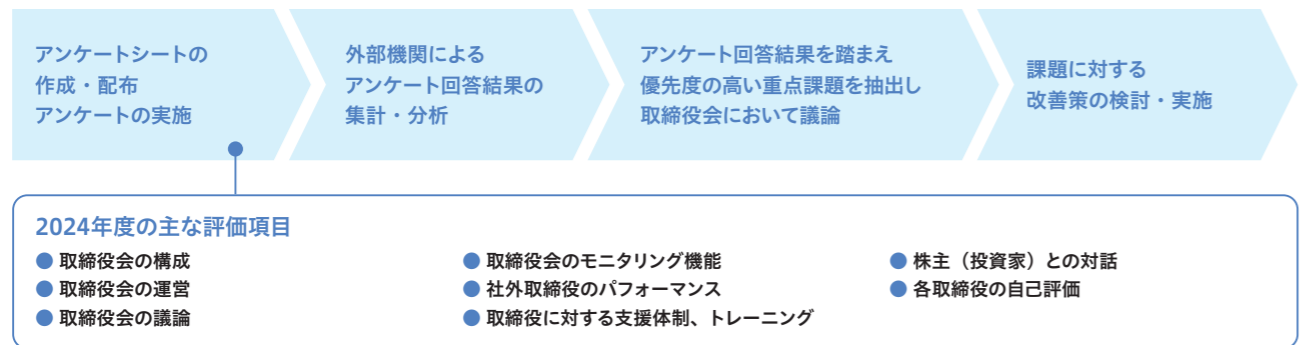 アンケートシートの
作成・配布
アンケートの実施
外部機関による
アンケート回答結果の
集計・分析
アンケート回答結果を踏まえ
優先度の高い重点課題を抽出し
取締役会において議論
課題に対する
改善策の検討・実施
2024年度の主な評価項目
● 取締役会の構成
● 取締役会の運営
● 取締役会の議論
● 取締役会のモニタリング機能
● 社外取締役のパフォーマンス
● 取締役に対する支援体制、トレーニング
● 株主（投資家）との対話
● 各取締役の自己評価